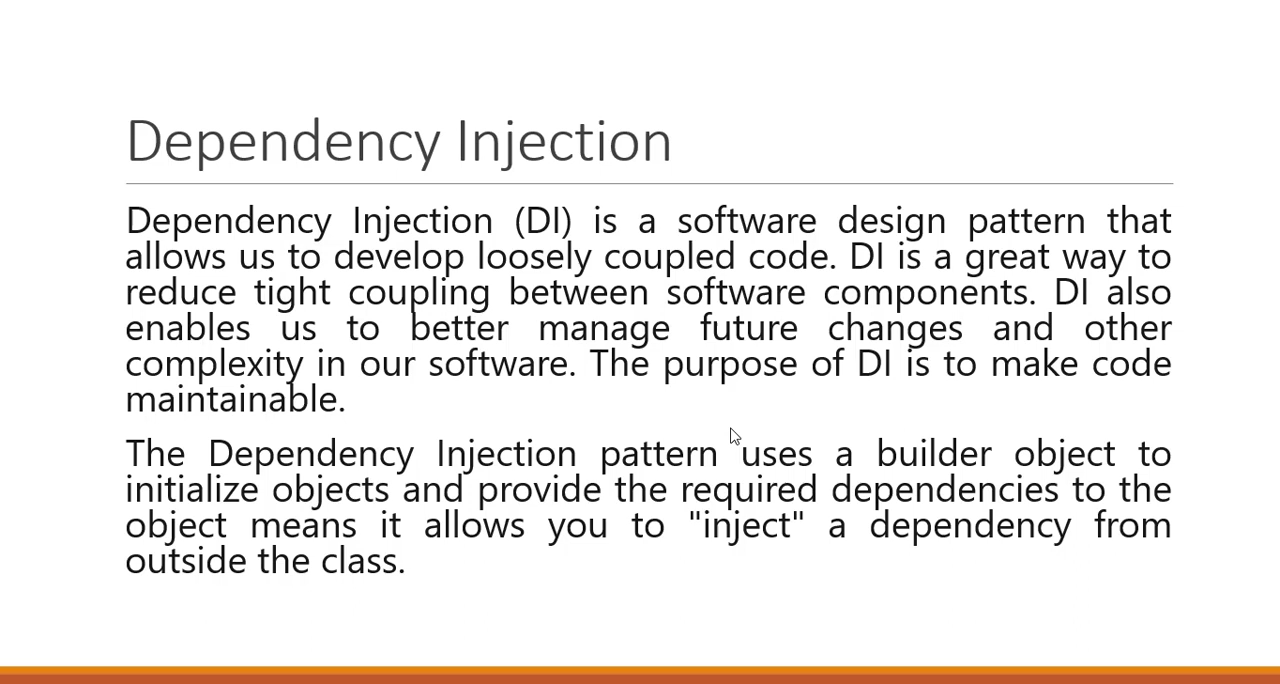 Dependency Injection
Dependency Injection (DI) is a software design pattern that
allows us to develop loosely coupled code. DI is a great way to
reduce tight coupling between software components. DI also
enables us to better manage future changes and other
complexity in our software. The purpose of DI is to make code
maintainable.
The Dependency Injection pattern uses a builder object to
initialize objects and provide the required dependencies to the
object means it allows you to "inject" a dependency from
outside the class.